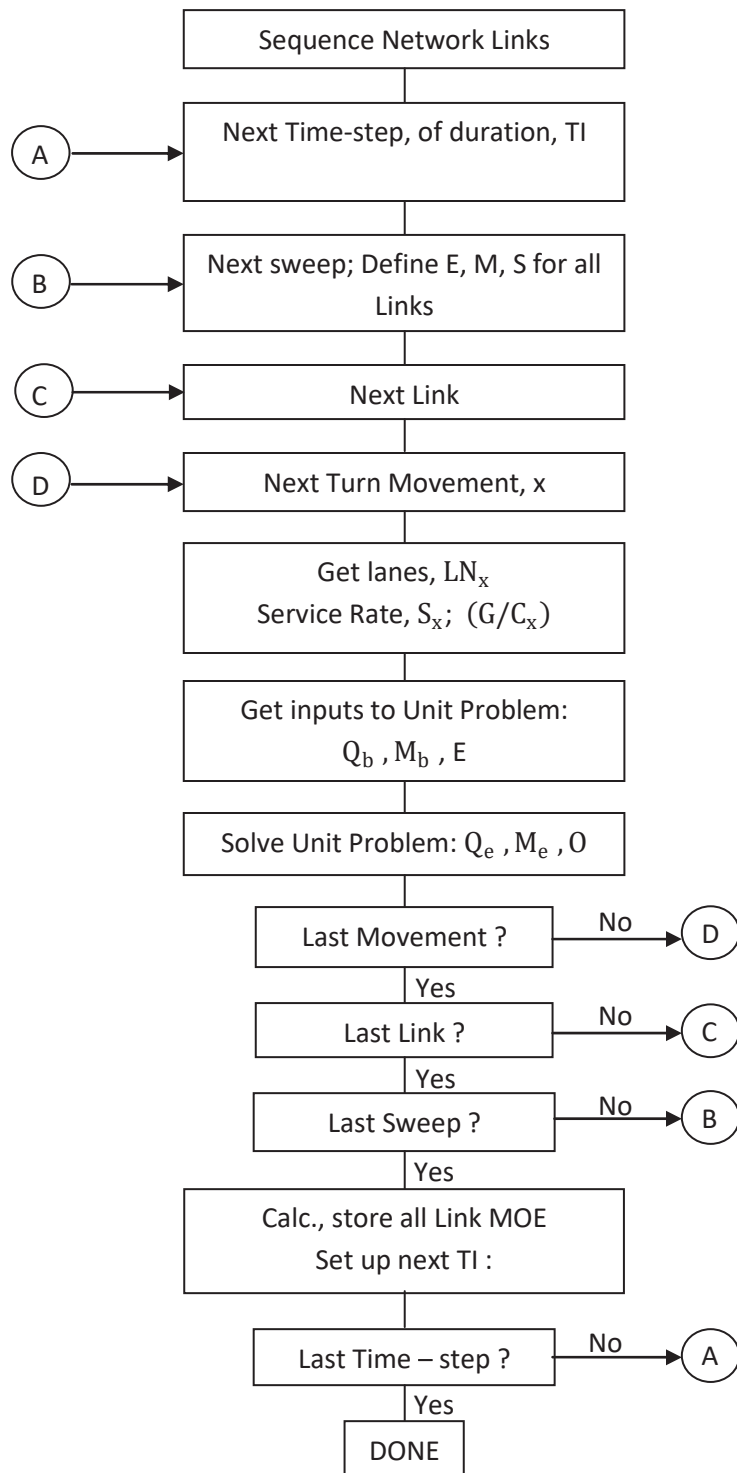 Sequence Network Links
Next Time-step, of duration, TI
A
Next sweep; Define E, M, S for all
Links
B
Next Link
C
Next Turn Movement, x
D
Get lanes, LNₓ
Service Rate, Sₓ; (G/Cₓ)
Get inputs to Unit Problem:
Q_b , M_b , E
Solve Unit Problem: Qₑ , Mₑ , O
Last Movement ?
No
D
Yes
Last Link ?
No
C
Yes
Last Sweep ?
No
B
Yes
Calc., store all Link MOE
Set up next TI :
Last Time – step ?
No
A
Yes
DONE